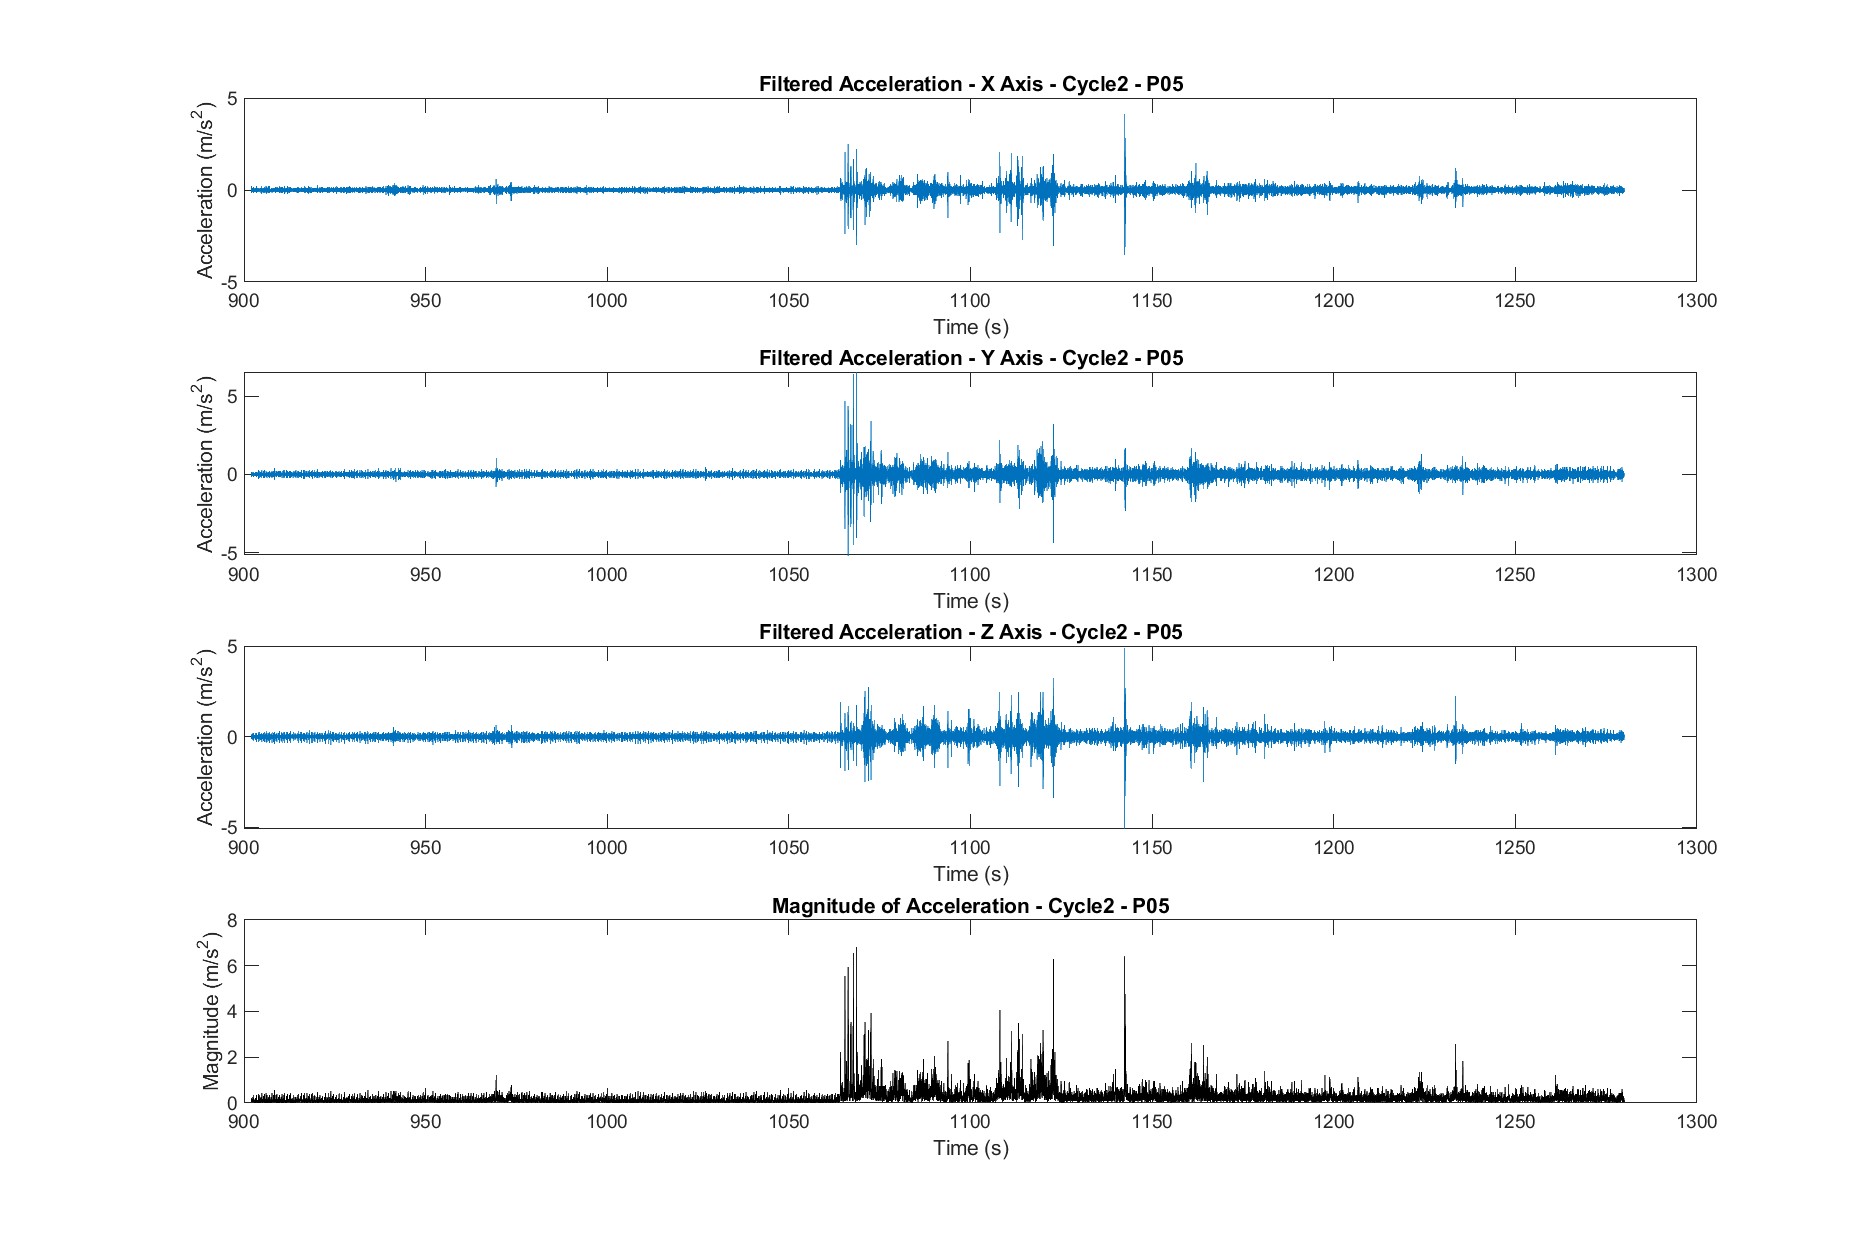 Filtered Acceleration - X Axis - Cycle2 - P05
Acceleration (m/s²)
5
0
-5
900 950 1000 1050 1100 1150 1200 1250 1300
Time (s)
Filtered Acceleration - Y Axis - Cycle2 - P05
Acceleration (m/s²)
5
0
-5
900 950 1000 1050 1100 1150 1200 1250 1300
Time (s)
Filtered Acceleration - Z Axis - Cycle2 - P05
Acceleration (m/s²)
5
0
-5
900 950 1000 1050 1100 1150 1200 1250 1300
Time (s)
Magnitude of Acceleration - Cycle2 - P05
Magnitude (m/s²)
8
6
4
2
0
900 950 1000 1050 1100 1150 1200 1250 1300
Time (s)